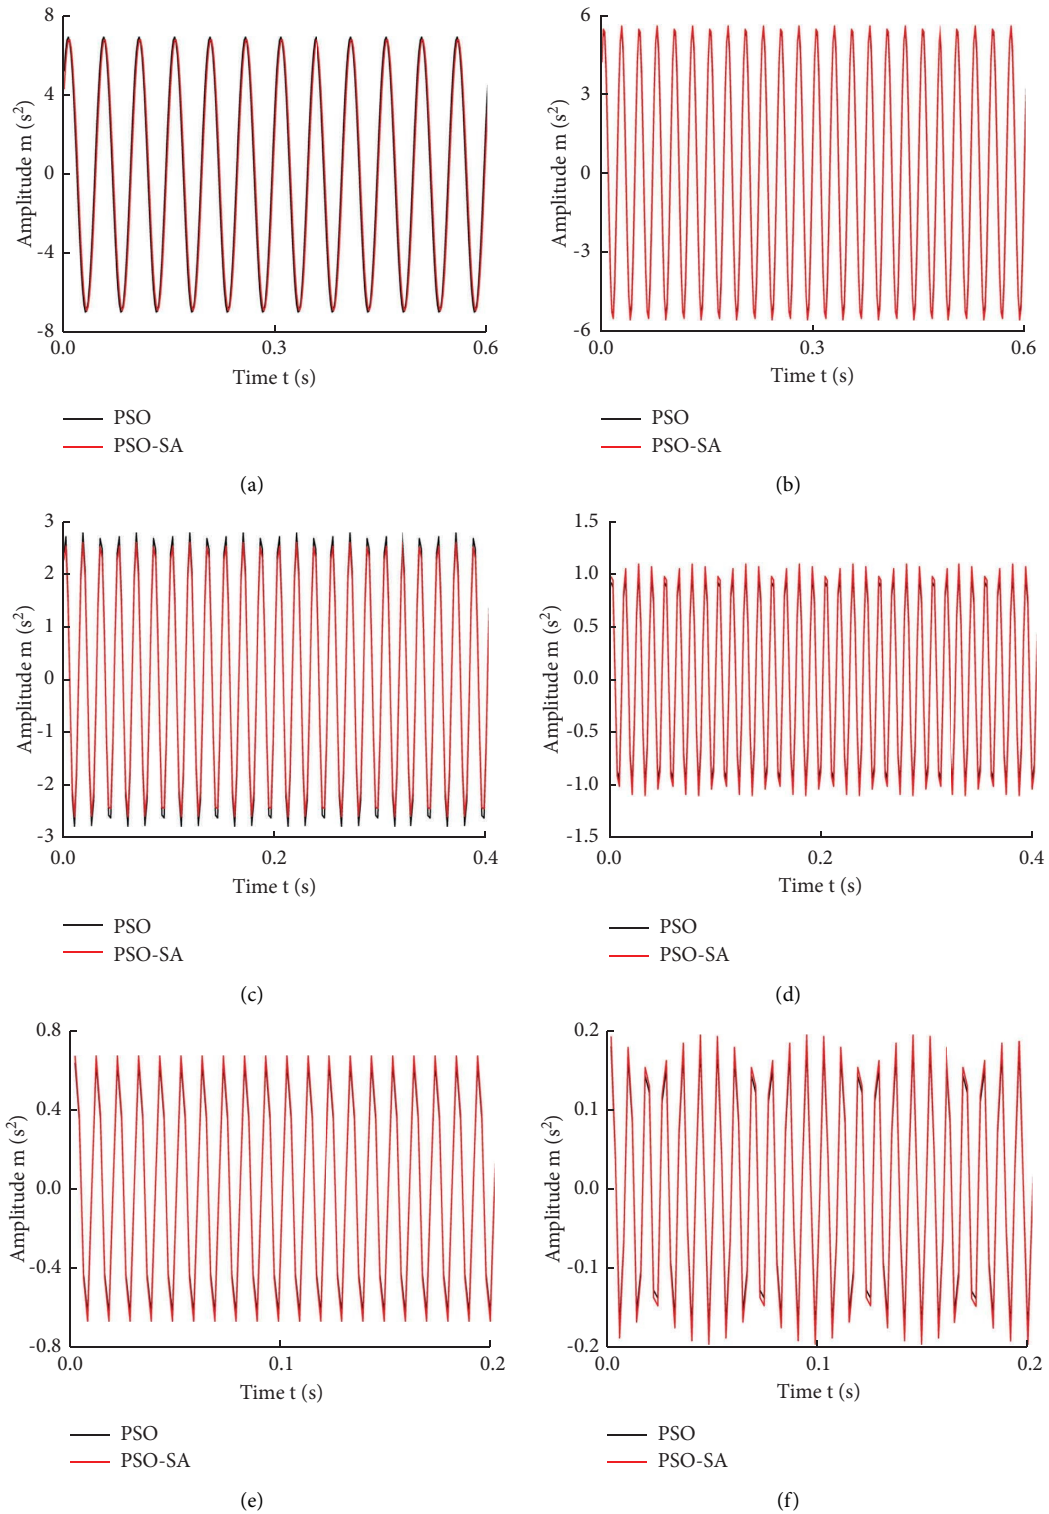 8
4
0
-4
-8
Amplitude m (s²)
0.0 0.3 0.6
Time t (s)
PSO
PSO-SA
(a)
6
3
0
-3
-6
Amplitude m (s²)
0.0 0.3 0.6
Time t (s)
PSO
PSO-SA
(b)
3
2
1
0
-1
-2
-3
Amplitude m (s²)
0.0 0.2 0.4
Time t (s)
PSO
PSO-SA
(c)
1.5
1.0
0.5
0.0
-0.5
-1.0
-1.5
Amplitude m (s²)
0.0 0.2 0.4
Time t (s)
PSO
PSO-SA
(d)
0.8
0.4
0.0
-0.4
-0.8
Amplitude m (s²)
0.0 0.1 0.2
Time t (s)
PSO
PSO-SA
(e)
0.2
0.1
0.0
-0.1
-0.2
Amplitude m (s²)
0.0 0.1 0.2
Time t (s)
PSO
PSO-SA
(f)